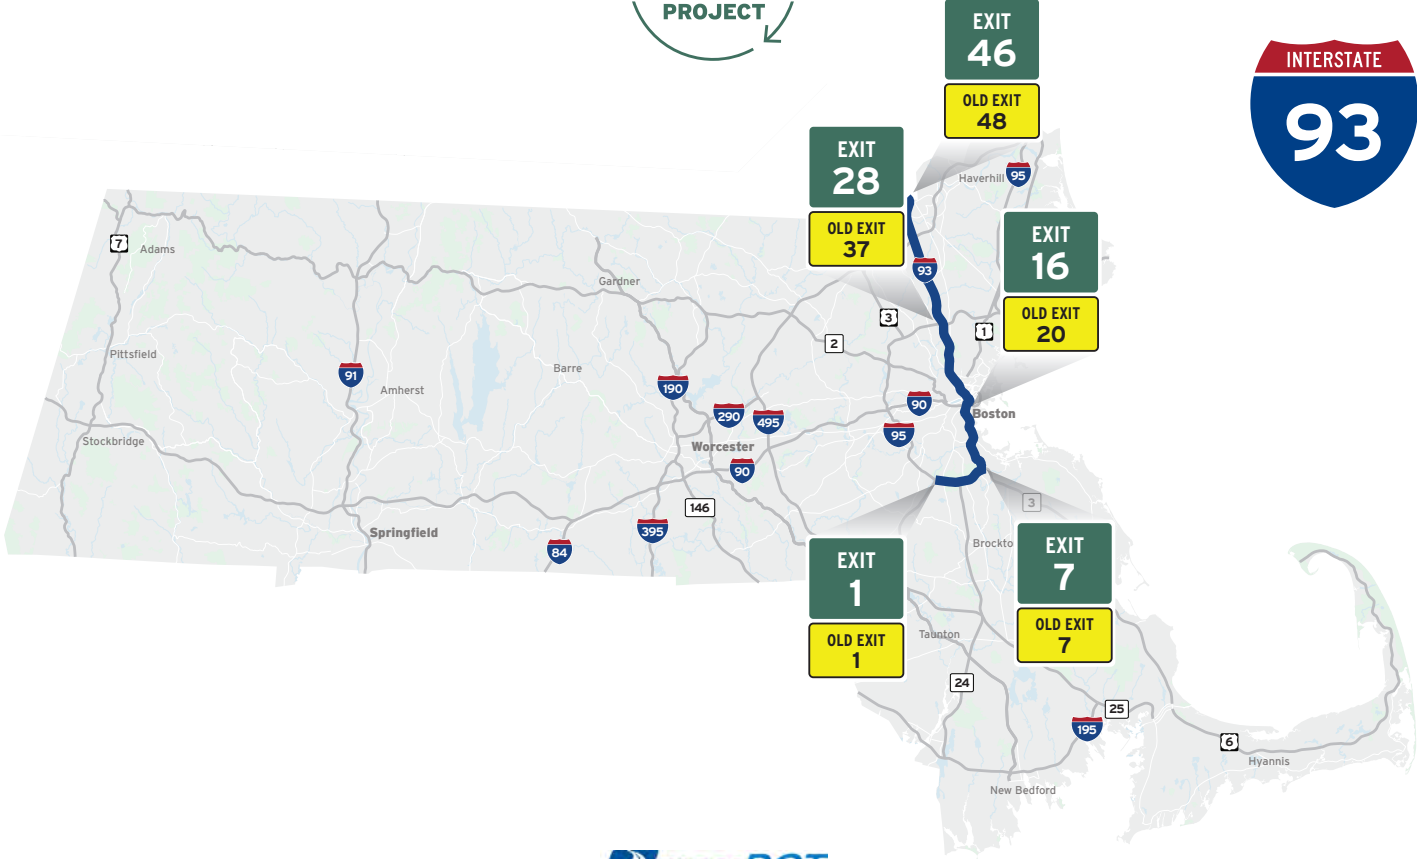 PROJECT
EXIT
46
OLD EXIT
48
INTERSTATE
93
EXIT
28
OLD EXIT
37
Haverhill
95
EXIT
16
OLD EXIT
20
7
Adams
93
Gardner
3
1
2
Pittsfield
91
Amherst
Barre
190
290
495
90
95
Boston
Stockbridge
Worcester
90
146
3
Springfield
395
84
Brockto
EXIT
1
OLD EXIT
1
EXIT
7
OLD EXIT
7
Taunton
24
25
195
6
Hyannis
New Bedford